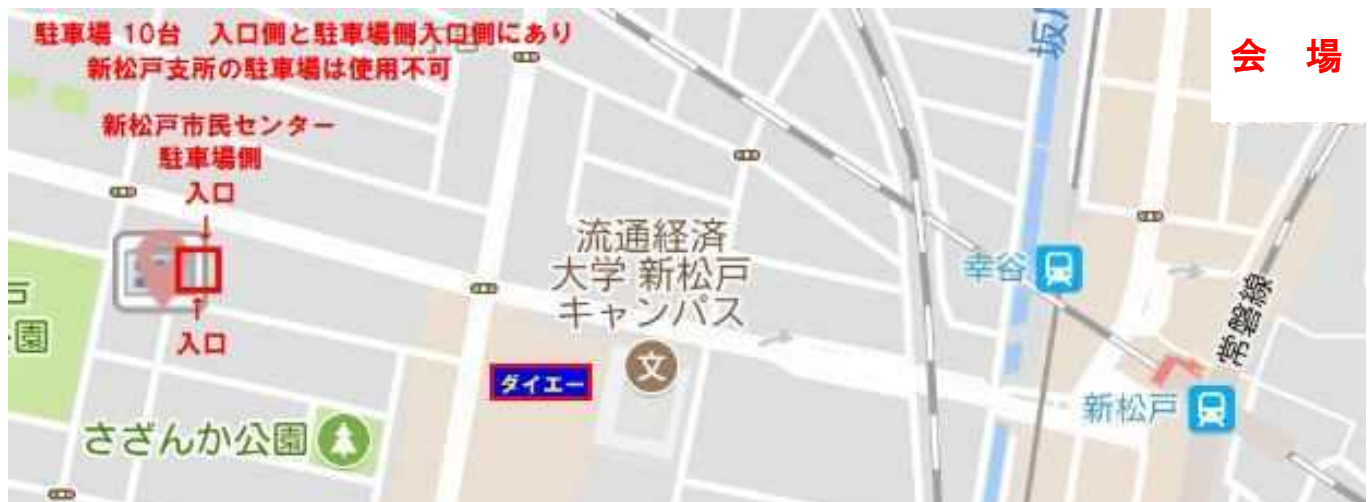 駐車場 10台　入口側と駐車場側入口側にあり
新松戸支所の駐車場は使用不可
会　場
新松戸市民センター
駐車場側
入口
↓
↑
入口
流通経済
大学 新松戸
キャンパス
文
幸谷
常磐線
園
ダイエー
新松戸
さざんか公園